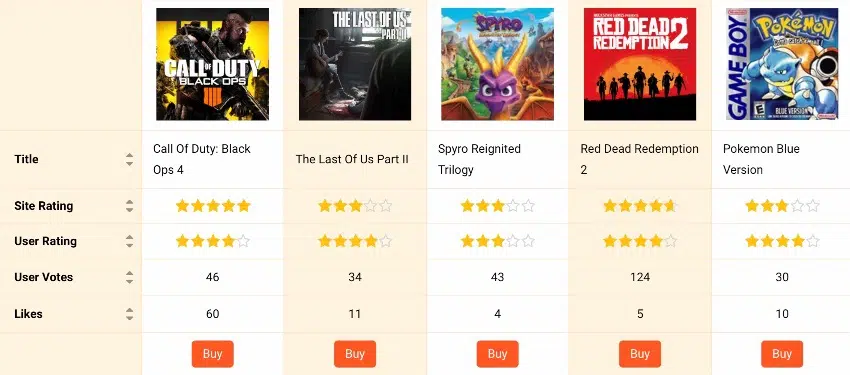 CALL OF DUTY
BLACK OPS
IIII
THE LAST OF US
PART II
SPYRO
RED DEAD
REDEMPTION 2
GAME BOY
POKéMON
BLUE VERSION
E
Title
Call Of Duty: Black
Ops 4
The Last Of Us Part II
Spyro Reignited
Trilogy
Red Dead Redemption
2
Pokemon Blue
Version
Site Rating
User Rating
User Votes 46 34 43 124 30
Likes 60 11 4 5 10
Buy Buy Buy Buy Buy